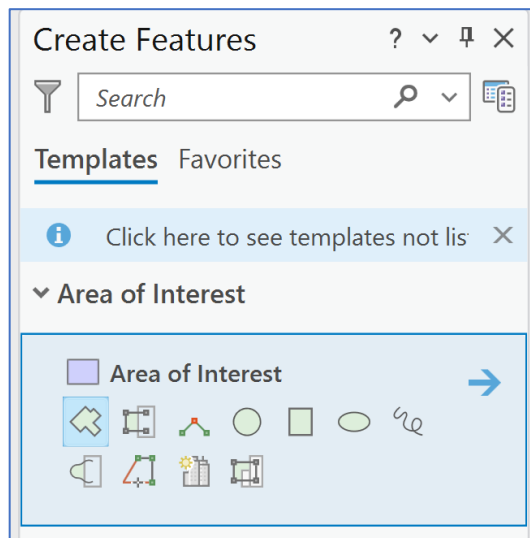 Create Features
?
Search
Templates Favorites
Click here to see templates not lis
Area of Interest
Area of Interest